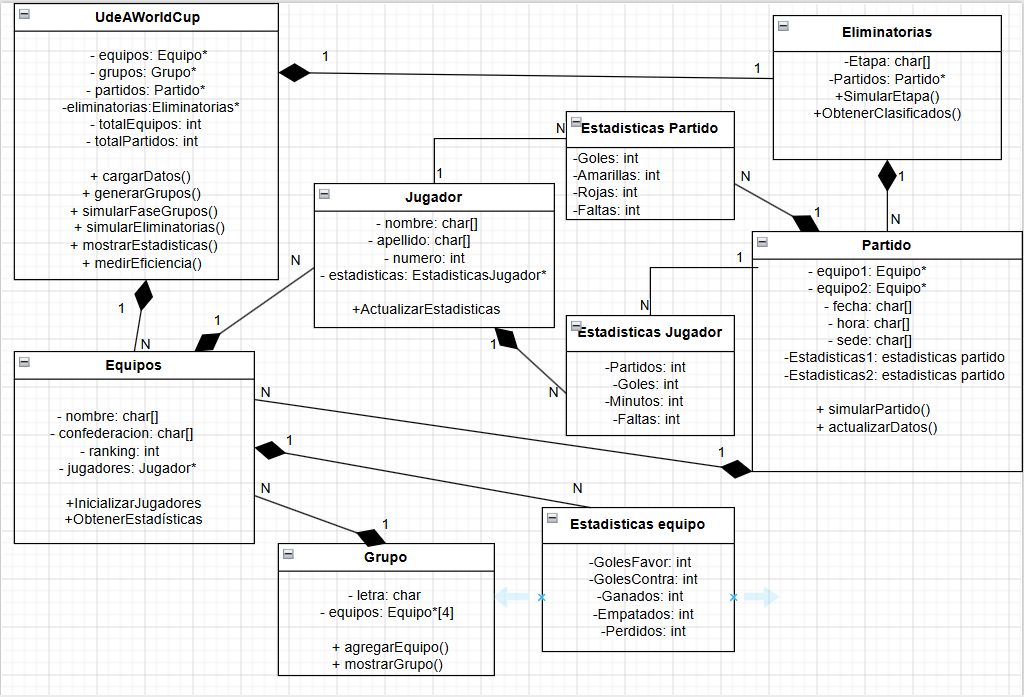 UdeAWorldCup
- equipos: Equipo*
- grupos: Grupo*
- partidos: Partido*
-eliminatorias:Eliminatorias*
- totalEquipos: int
- totalPartidos: int
+ cargarDatos()
+ generarGrupos()
+ simularFaseGrupos()
+ simularEliminatorias()
+ mostrarEstadisticas()
+ medirEficiencia()
1
1
Eliminatorias
-Etapa: char[]
-Partidos: Partido*
+SimularEtapa()
+ObtenerClasificados()
N
Estadisticas Partido
-Goles: int
-Amarillas: int
-Rojas: int
-Faltas: int
1
N
1
1
N
Jugador
- nombre: char[]
- apellido: char[]
- numero: int
- estadisticas: EstadisticasJugador*
+ActualizarEstadisticas
N
1
1
N
Partido
- equipo1: Equipo*
- equipo2: Equipo*
- fecha: char[]
- hora: char[]
- sede: char[]
-Estadisticas1: estadisticas partido
-Estadisticas2: estadisticas partido
+ simularPartido()
+ actualizarDatos()
1
N
Estadisticas Jugador
-Partidos: int
-Goles: int
-Minutos: int
-Faltas: int
1
N
Equipos
- nombre: char[]
- confederacion: char[]
- ranking: int
- jugadores: Jugador*
+InicializarJugadores
+ObtenerEstadísticas
N
1
1
N
N
1
Grupo
- letra: char
- equipos: Equipo*[4]
+ agregarEquipo()
+ mostrarGrupo()
Estadisticas equipo
-GolesFavor: int
-GolesContra: int
-Ganados: int
-Empatados: int
-Perdidos: int